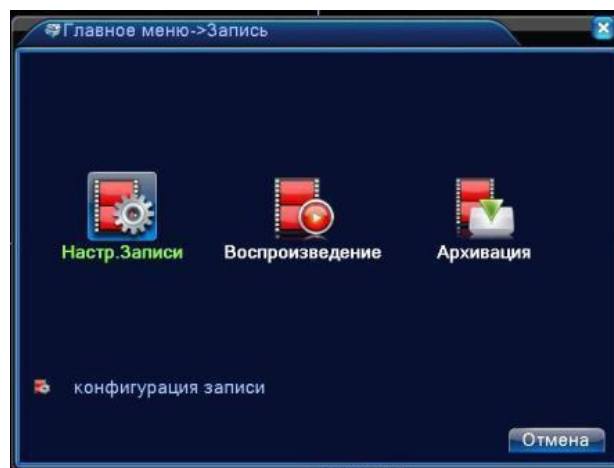 Главное меню->Запись
Настр.Записи Воспроизведение Архивация
конфигурация записи
Отмена